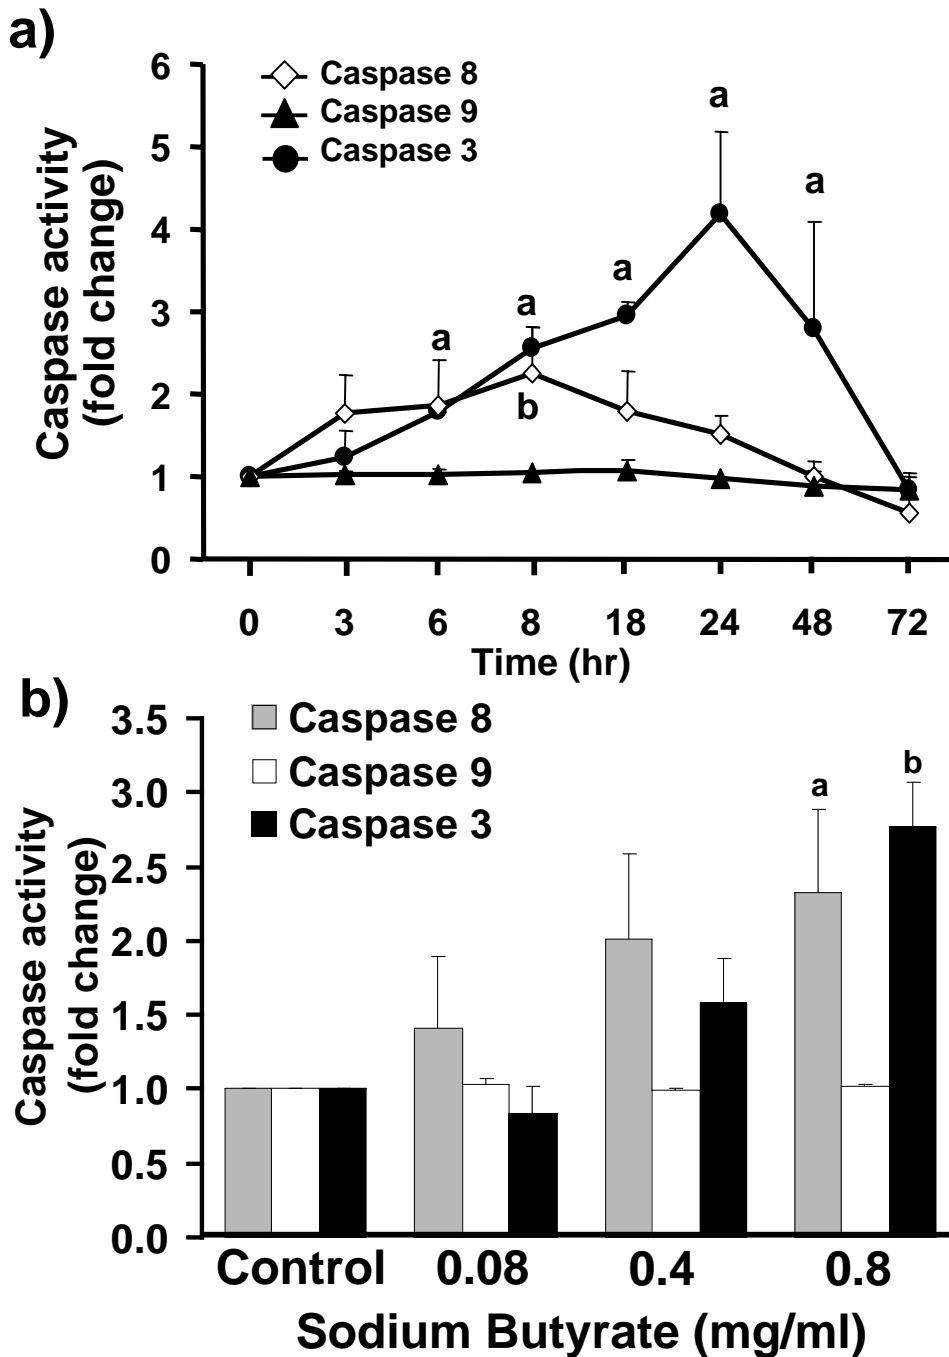 a)
6
5
4
3
2
1
0
Caspase activity
(fold change)
Caspase 8
Caspase 9
Caspase 3
a
a
a
a
a
b
0 3 6 8 18 24 48 72
Time (hr)
b)
3.5
3.0
2.5
2.0
1.5
1.0
0.5
0.0
Caspase activity
(fold change)
Caspase 8
Caspase 9
Caspase 3
a
b
Control 0.08 0.4 0.8
Sodium Butyrate (mg/ml)